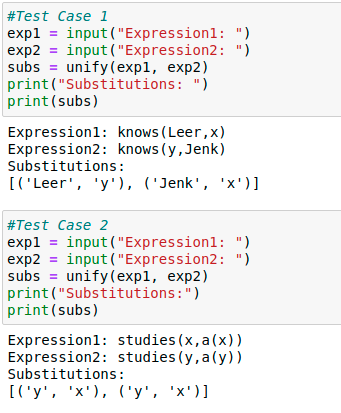 #Test Case 1
exp1 = input("Expression1: ")
exp2 = input("Expression2: ")
subs = unify(exp1, exp2)
print("Substitutions: ")
print(subs)
Expression1: knows(Leer,x)
Expression2: knows(y,Jenk)
Substitutions:
[('Leer', 'y'), ('Jenk', 'x')]
#Test Case 2
exp1 = input("Expression1: ")
exp2 = input("Expression2: ")
subs = unify(exp1, exp2)
print("Substitutions:")
print(subs)
Expression1: studies(x,a(x))
Expression2: studies(y,a(y))
Substitutions:
[('y', 'x'), ('y', 'x')]